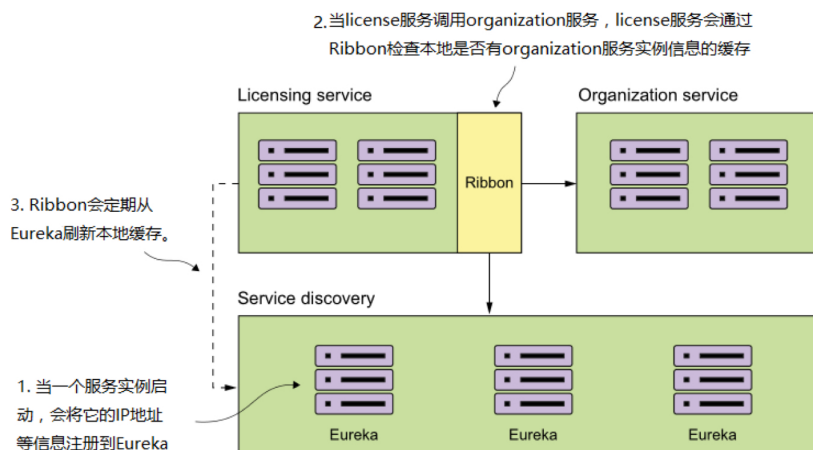 2. 当license服务调用organization服务，license服务会通过
Ribbon检查本地是否有organization服务实例信息的缓存
Licensing service
Organization service
Ribbon
3. Ribbon会定期从
Eureka刷新本地缓存。
Service discovery
1. 当一个服务实例启
动，会将它的IP地址
等信息注册到Eureka
Eureka
Eureka
Eureka